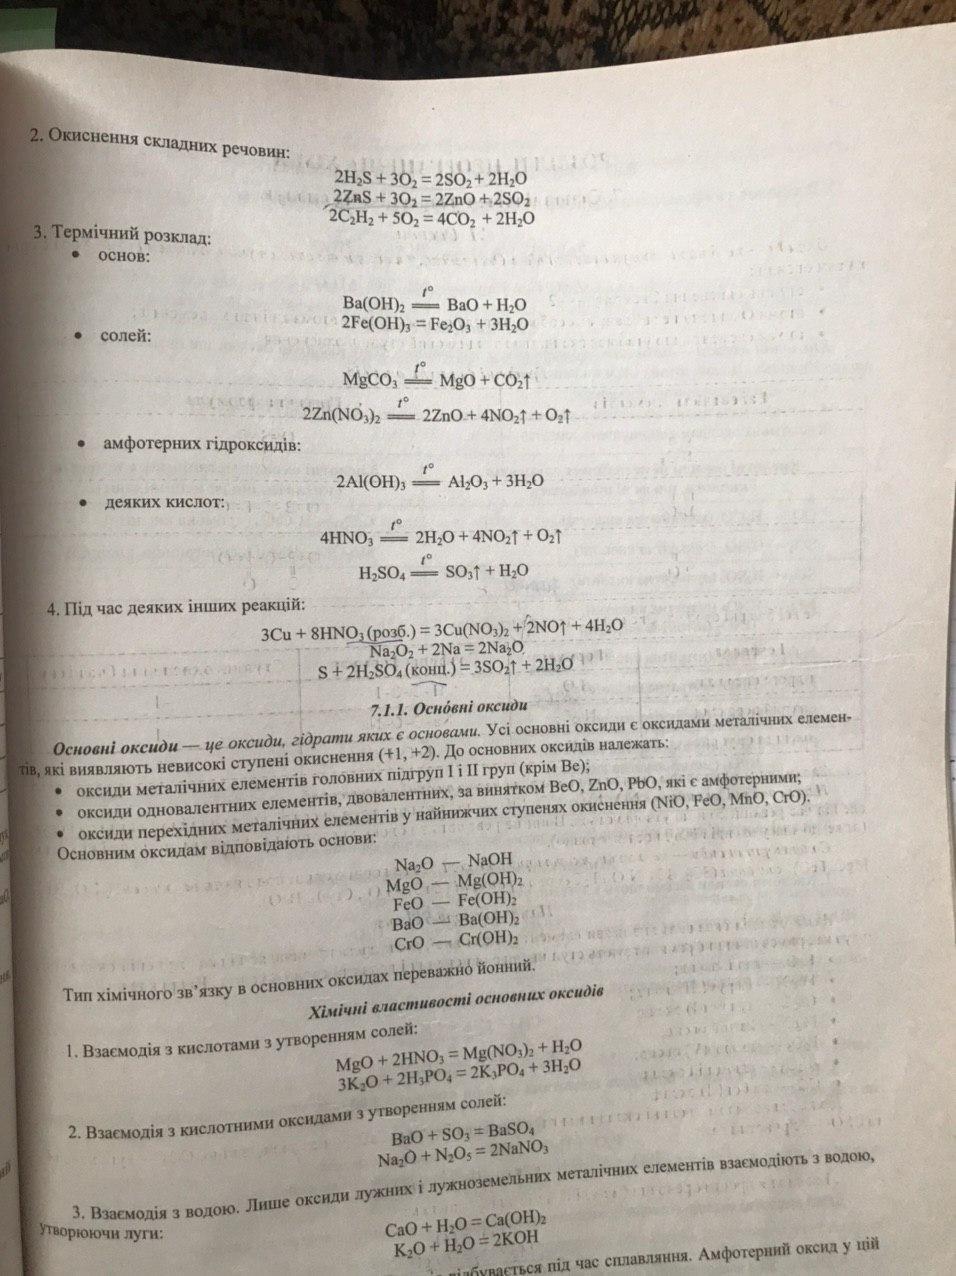 2. Окиснення складних речовин:
2H₂S + 3O₂ = 2SO₂ + 2H₂O
2ZnS + 3O₂ = 2ZnO + 2SO₂
2C₂H₂ + 5O₂ = 4CO₂ + 2H₂O
3. Термічний розклад:
• основ:
t°
Ba(OH)₂ = BaO + H₂O
2Fe(OH)₃ = Fe₂O₃ + 3H₂O
• солей:
t°
MgCO₃ = MgO + CO₂↑
t°
2Zn(NO₃)₂ = 2ZnO + 4NO₂↑ + O₂↑
• амфотерних гідроксидів:
t°
2Al(OH)₃ = Al₂O₃ + 3H₂O
• деяких кислот:
t°
4HNO₃ = 2H₂O + 4NO₂↑ + O₂↑
t°
H₂SO₄ = SO₃↑ + H₂O
4. Під час деяких інших реакцій:
3Cu + 8HNO₃ (розб.) = 3Cu(NO₃)₂ + 2NO↑ + 4H₂O
Na₂O₂ + 2Na = 2Na₂O
S + 2H₂SO₄ (конц.) = 3SO₂↑ + 2H₂O
7.1.1. Оснóвні оксиди
Основні оксиди — це оксиди, гідрати яких є основами. Усі основні оксиди є оксидами металічних елемен-
тів, які виявляють невисокі ступені окиснення (+1, +2). До основних оксидів належать:
• оксиди металічних елементів головних підгруп I і II груп (крім Be);
• оксиди одновалентних елементів, двовалентних, за винятком BeO, ZnO, PbO, які є амфотерними;
• оксиди перехідних металічних елементів у найнижчих ступенях окиснення (NiO, FeO, MnO, CrO).
Основним оксидам відповідають основи:
Na₂O — NaOH
MgO — Mg(OH)₂
FeO — Fe(OH)₂
BaO — Ba(OH)₂
CrO — Cr(OH)₂
Тип хімічного зв’язку в основних оксидах переважно йонний.
Хімічні властивості основних оксидів
1. Взаємодія з кислотами з утворенням солей:
MgO + 2HNO₃ = Mg(NO₃)₂ + H₂O
3K₂O + 2H₃PO₄ = 2K₃PO₄ + 3H₂O
2. Взаємодія з кислотними оксидами з утворенням солей:
BaO + SO₃ = BaSO₄
Na₂O + N₂O₅ = 2NaNO₃
3. Взаємодія з водою. Лише оксиди лужних і лужноземельних металічних елементів взаємодіють з водою,
утворюючи луги:
CaO + H₂O = Ca(OH)₂
K₂O + H₂O = 2KOH
під час сплавляння. Амфотерний оксид у цій